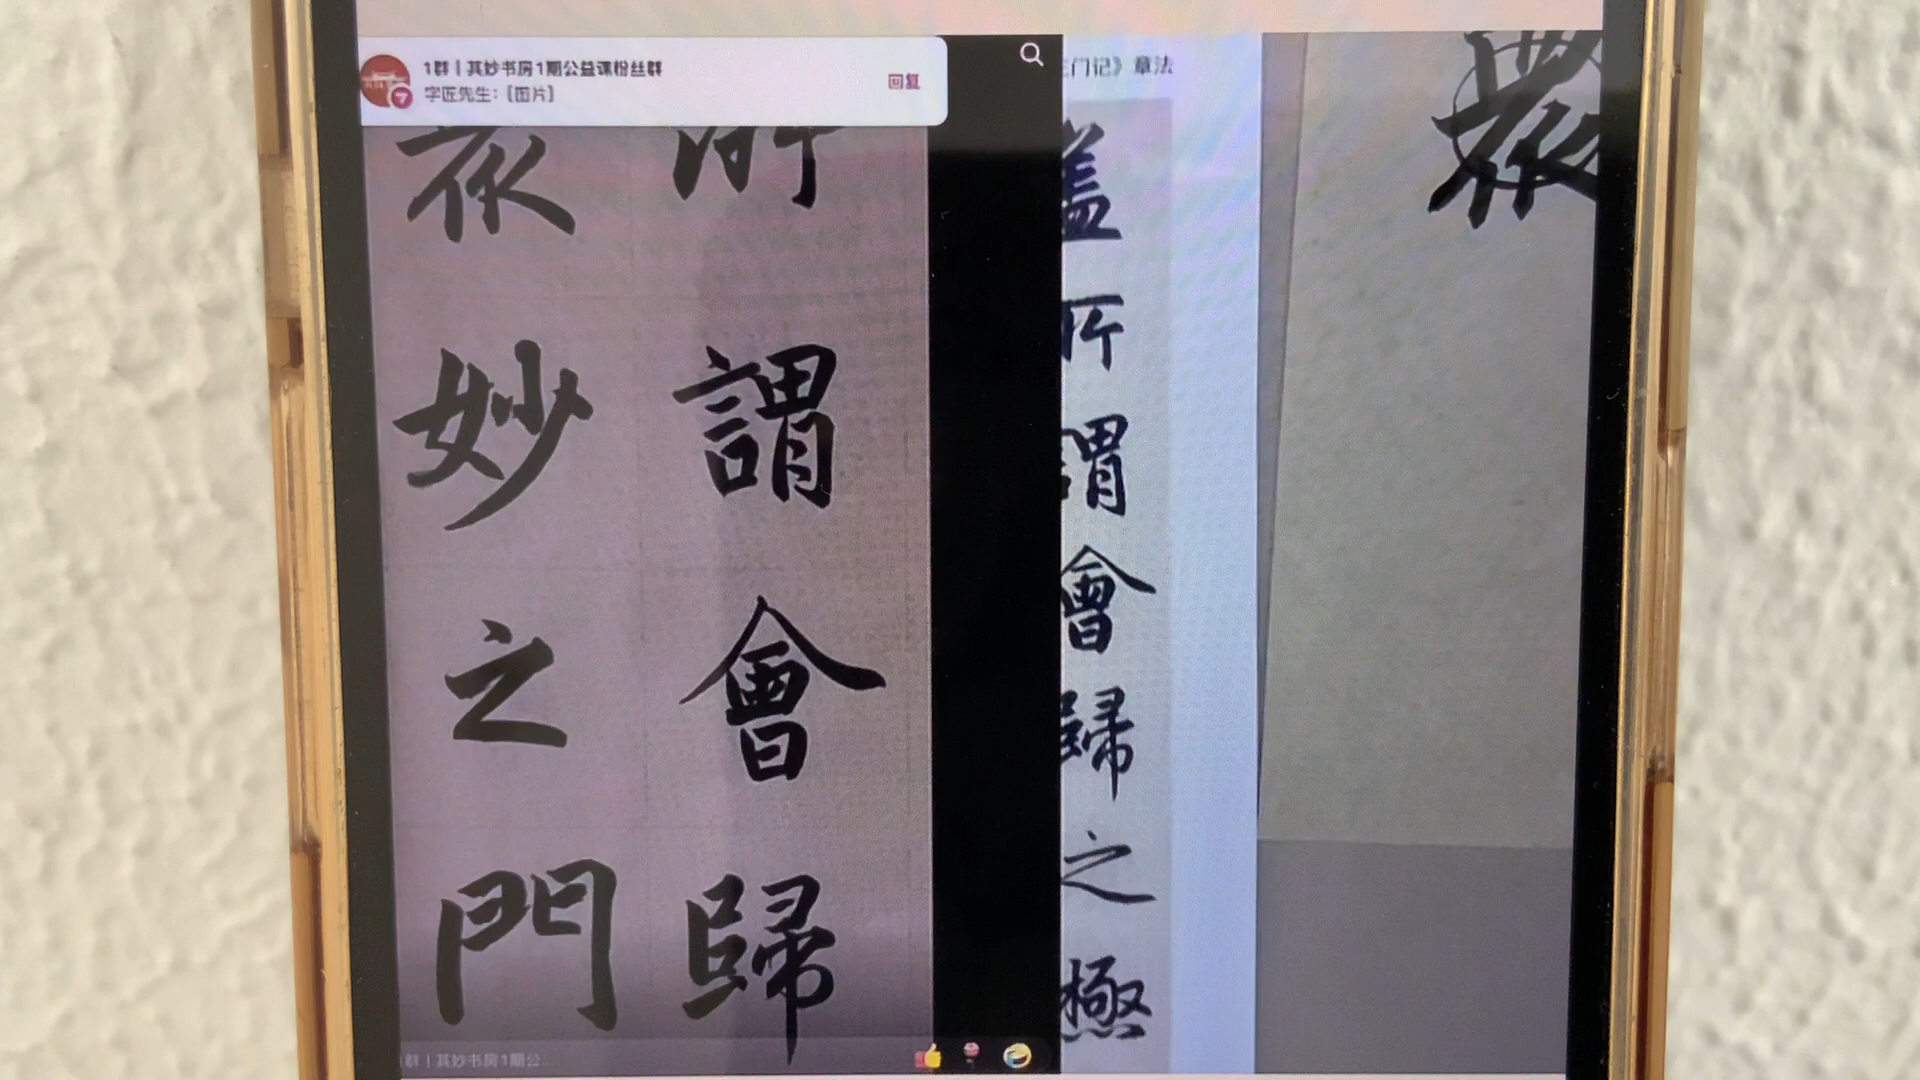 1群丨其妙书房1期公益课粉丝群
字匠先生：[图片]
回复
门记》章法
所謂會歸
妙之門
蓋所謂會歸之極
群丨其妙书房1期公...